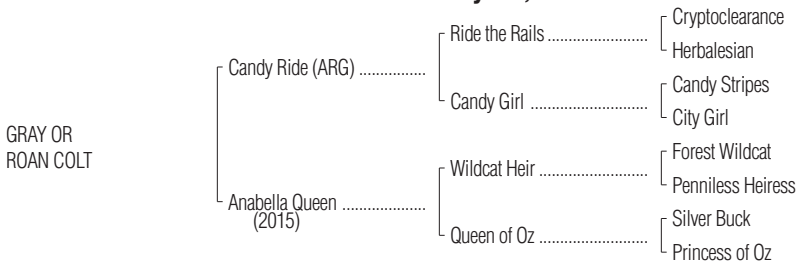 Cryptoclearance
Ride the Rails ......................
Herbalesian
Candy Ride (ARG) ................
Candy Stripes
Candy Girl .........................
City Girl
GRAY OR
ROAN COLT
Forest Wildcat
Wildcat Heir ........................
Penniless Heiress
Anabella Queen ....................
(2015)
Silver Buck
Queen of Oz .......................
Princess of Oz